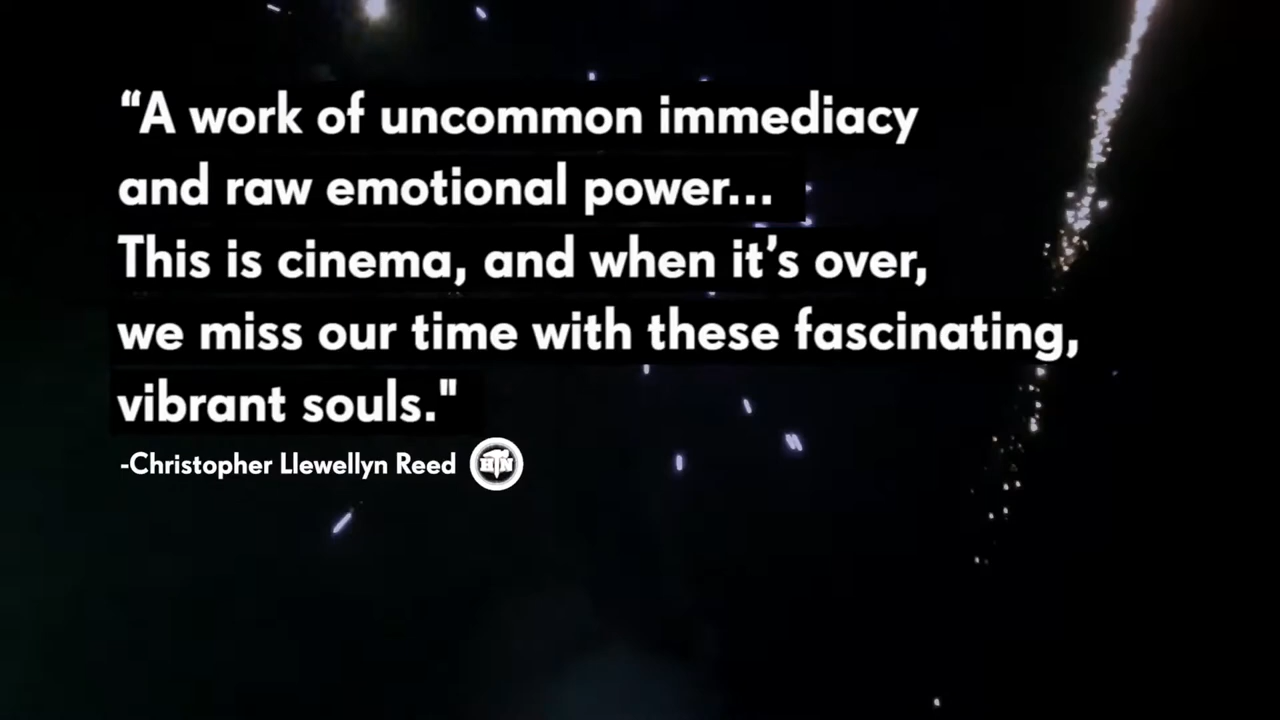 “A work of uncommon immediacy
and raw emotional power...
This is cinema, and when it’s over,
we miss our time with these fascinating,
vibrant souls."
-Christopher Llewellyn Reed HTN